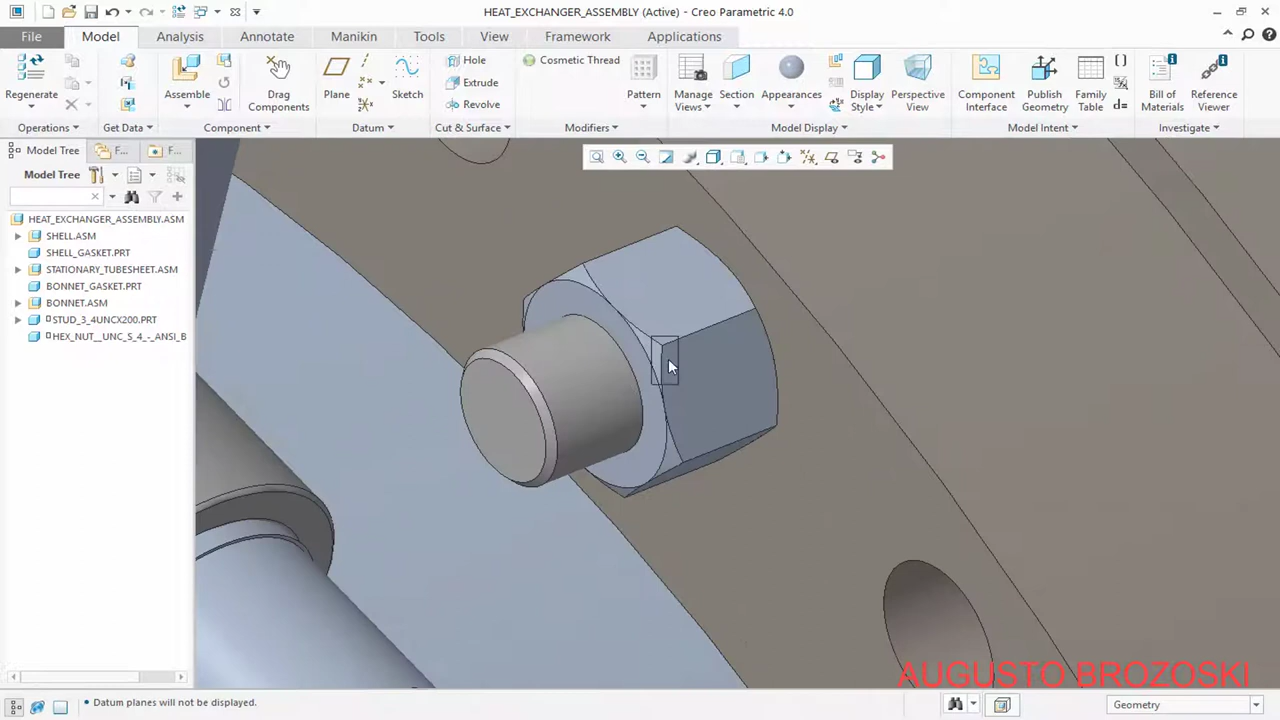 HEAT_EXCHANGER_ASSEMBLY (Active) - Creo Parametric 4.0
File Model Analysis Annotate Manikin Tools View Framework Applications
Regenerate
Operations
Get Data
Assemble
Drag Components
Component
Plane
Sketch
Datum
Hole
Extrude
Revolve
Cut & Surface
Cosmetic Thread
Pattern
Modifiers
Manage Views
Section
Appearances
Display Style
Perspective View
Model Display
Component Interface
Publish Geometry
Family Table
Model Intent
Bill of Materials
Reference Viewer
Investigate
Model Tree F... F...
Model Tree
HEAT_EXCHANGER_ASSEMBLY.ASM
SHELL.ASM
SHELL_GASKET.PRT
STATIONARY_TUBESHEET.ASM
BONNET_GASKET.PRT
BONNET.ASM
STUD_3_4UNCX200.PRT
HEX_NUT__UNC_S_4_-_ANSI_B
AUGUSTO BROZOSKI
• Datum planes will not be displayed.
Geometry